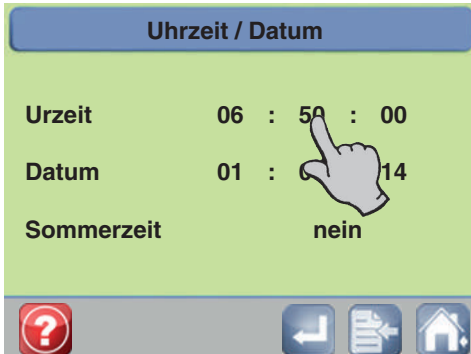 Uhrzeit / Datum
Urzeit 06 : 50 : 00
Datum 01 : 14
Sommerzeit nein
?